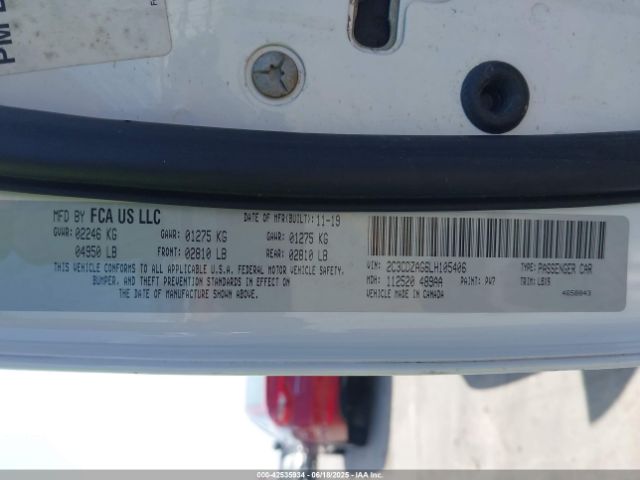 PM
MFD BY FCA US LLC DATE OF MFR(BUILT): 11-19
GVWR: 02246 KG GAWR: 01275 KG GAWR: 01275 KG
04950 LB FRONT: 02810 LB REAR: 02810 LB
THIS VEHICLE CONFORMS TO ALL APPLICABLE U.S.A. FEDERAL MOTOR VEHICLE SAFETY,
BUMPER, AND THEFT PREVENTION STANDARDS IN EFFECT ON
THE DATE OF MANUFACTURE SHOWN ABOVE.
VIN: 2C3CDZAG6LH105406 TYPE: PASSENGER CAR
MDH: 112520 489AA PAINT: PW7 TRIM: LB19
VEHICLE MADE IN CANADA 4650843
000-42535934 06/18/2025 IAA Inc.